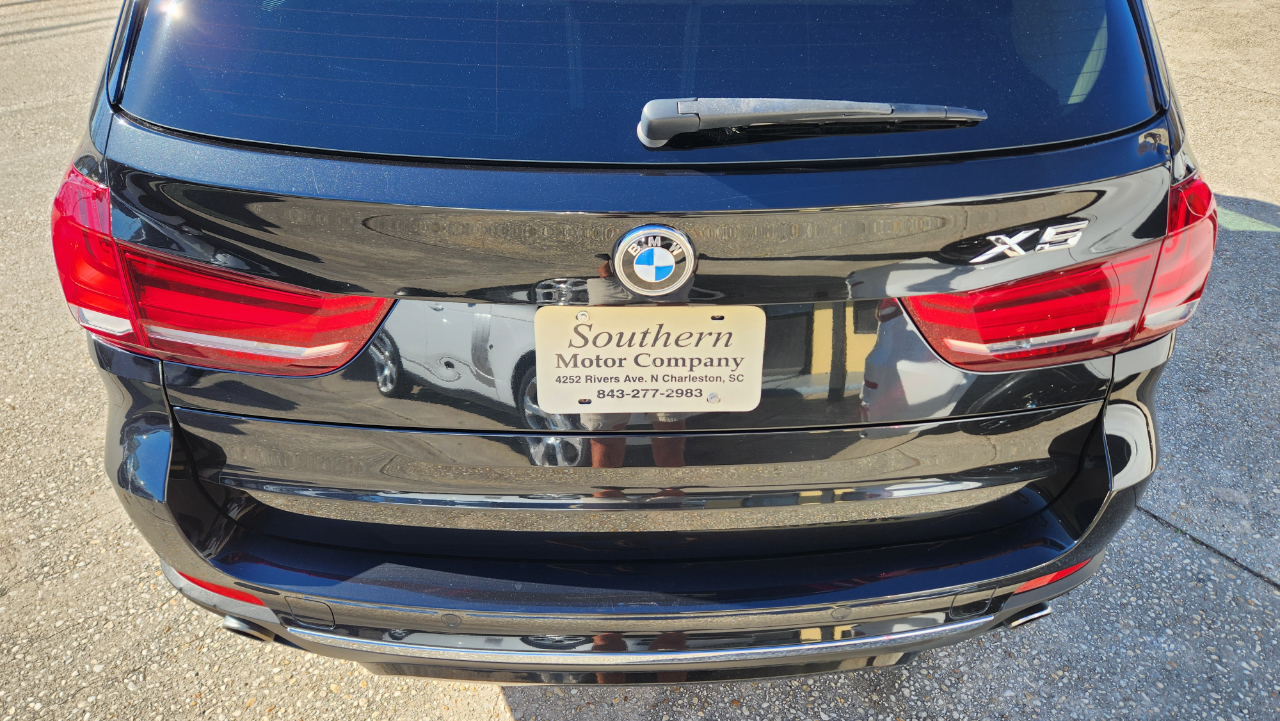 BMW
X5
Southern
Motor Company
4252 Rivers Ave. N Charleston, SC
843-277-2983